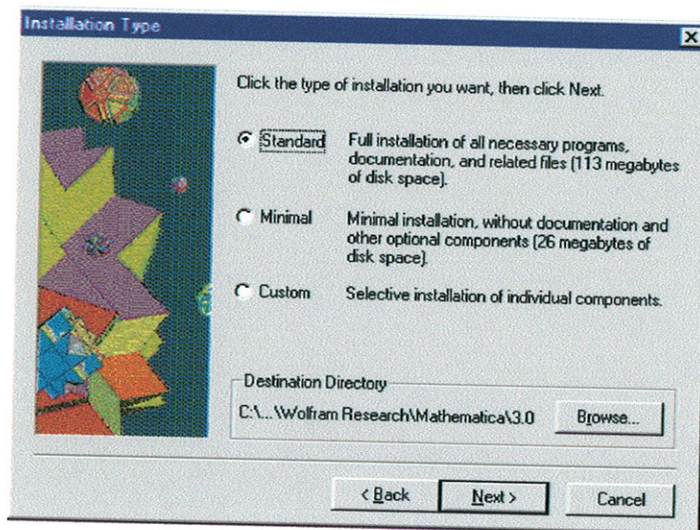 Installation Type
Click the type of installation you want, then click Next.
Standard
Full installation of all necessary programs,
documentation, and related files (113 megabytes
of disk space).
Minimal
Minimal installation, without documentation and
other optional components (26 megabytes of
disk space).
Custom
Selective installation of individual components.
Destination Directory
C:\...\Wolfram Research\Mathematica\3.0
Browse...
< Back
Next >
Cancel